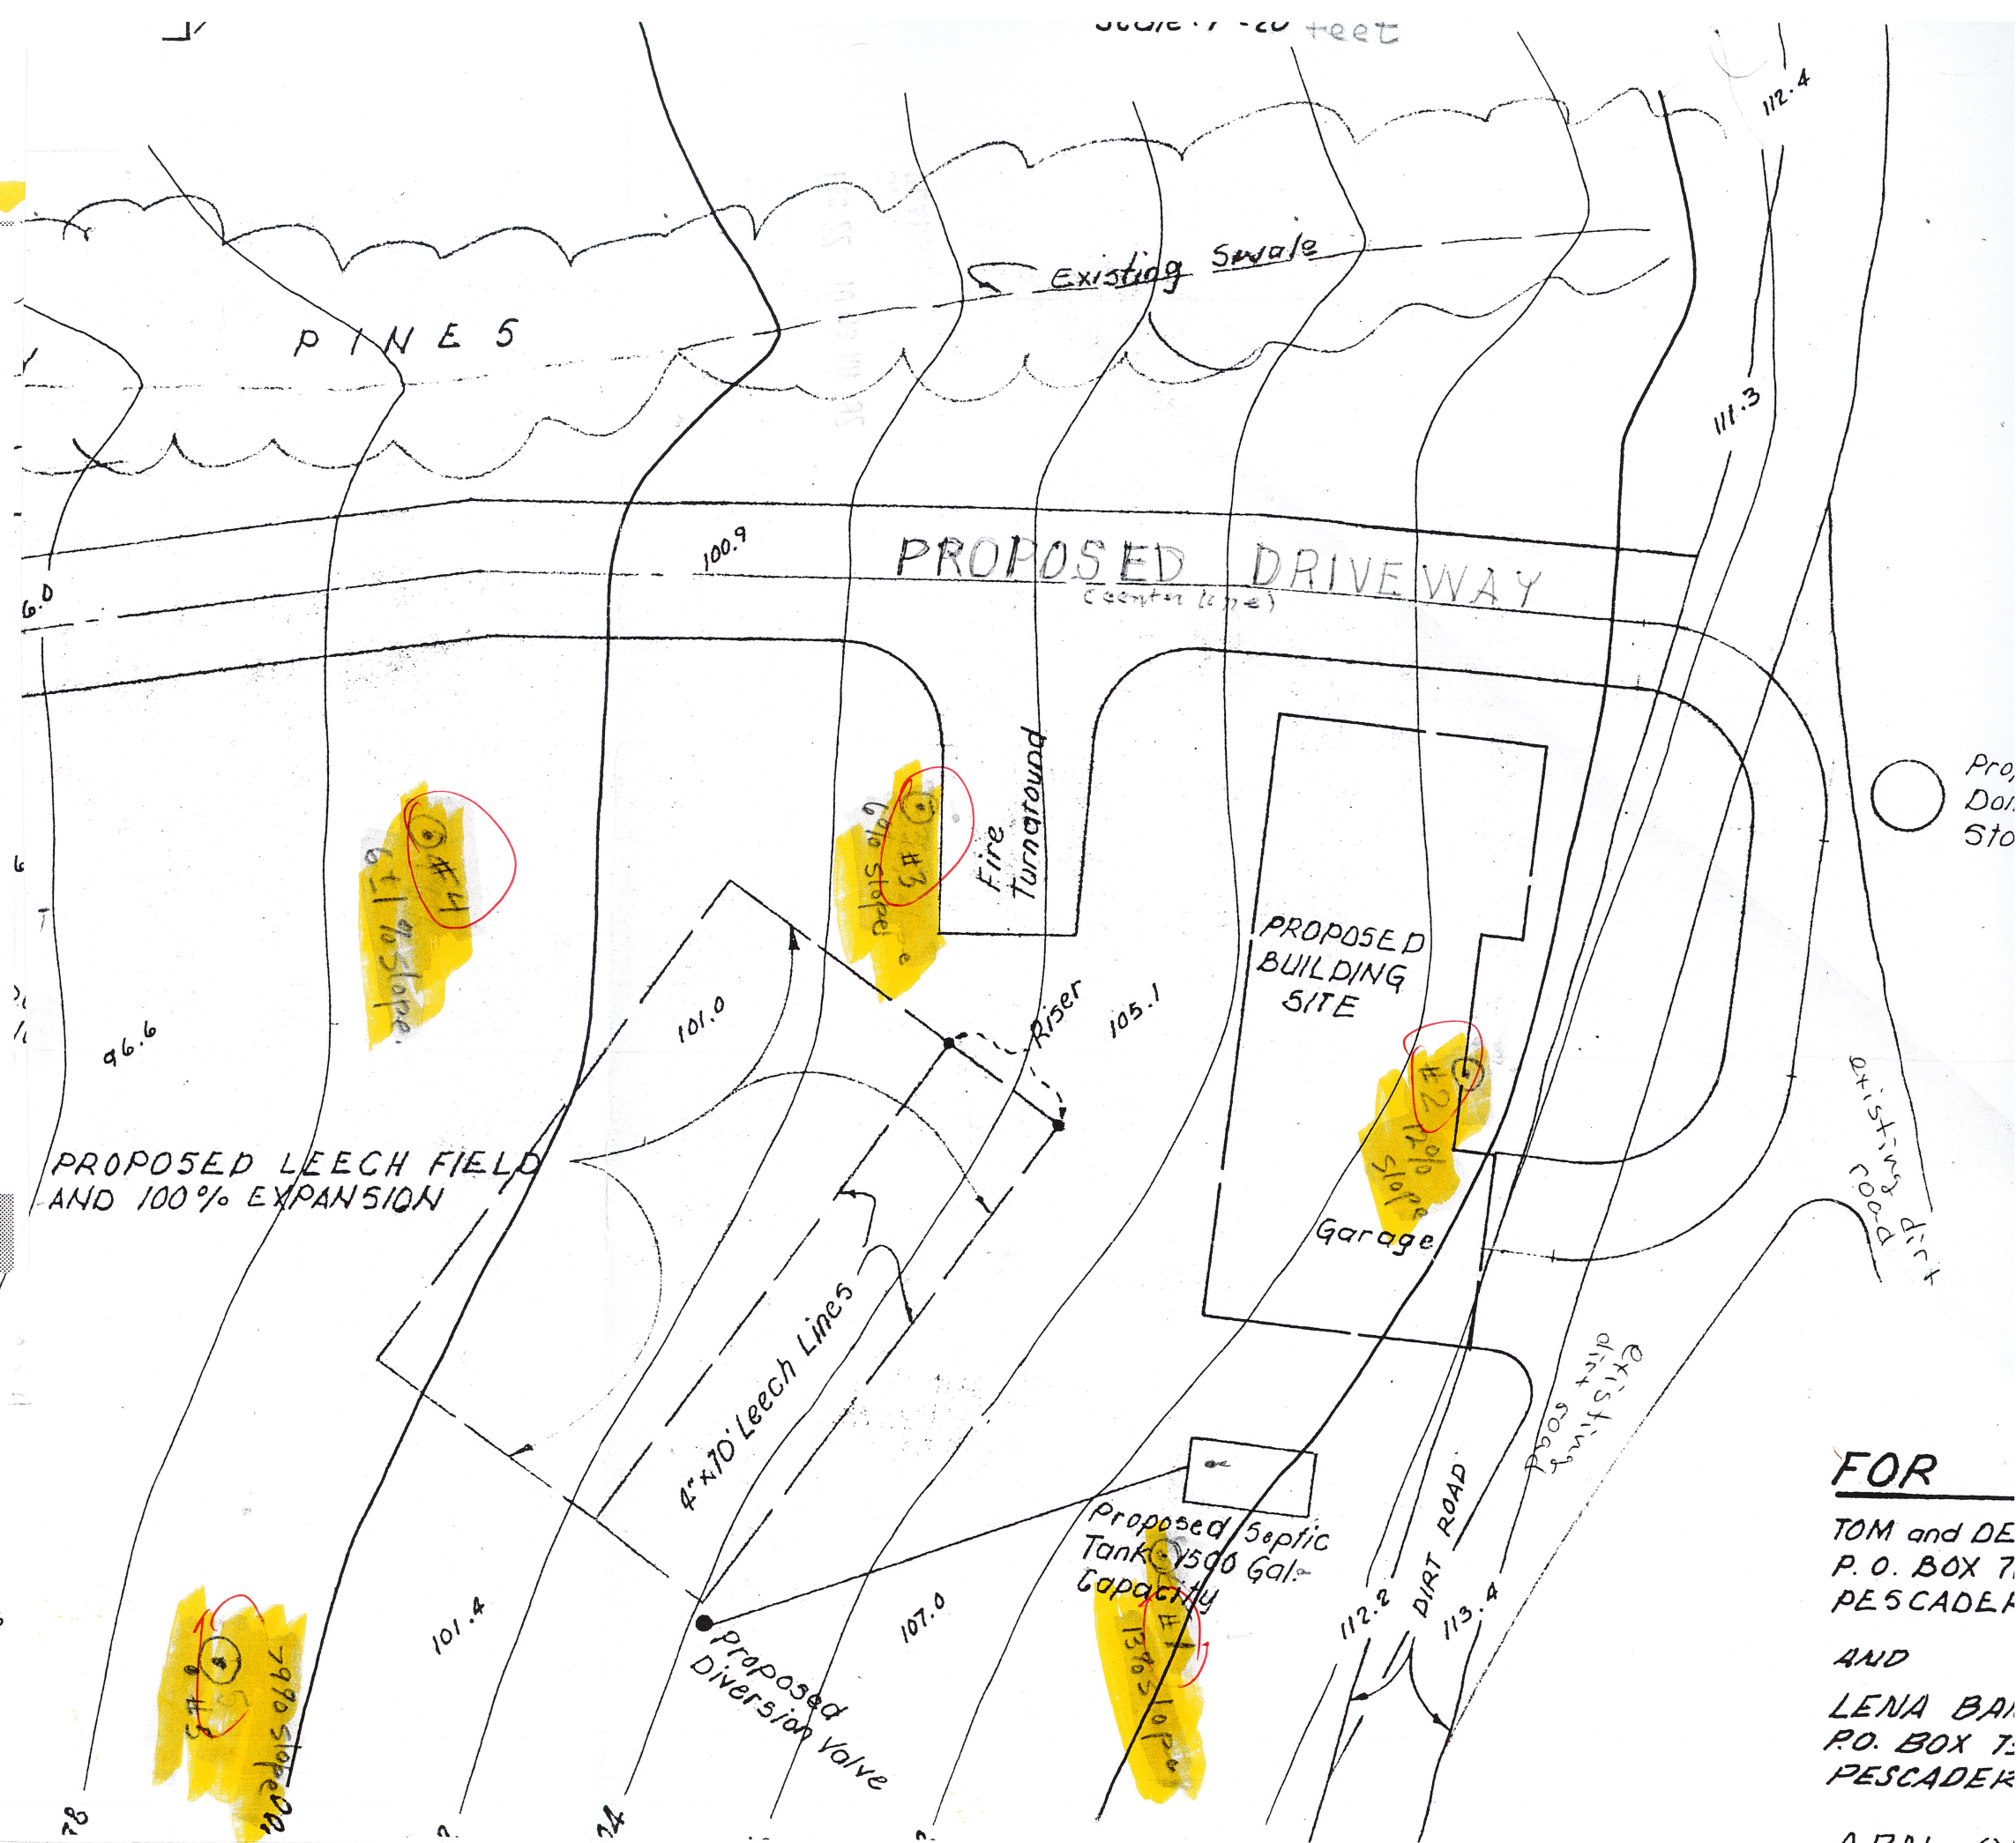 feet
112.4
Existing Swale
PINES
111.3
100.9
PROPOSED DRIVEWAY
(center line)
6.0
Fire
Turnaround
#4
6±1 % Slope
#3
6% Slope
PROPOSED
BUILDING
SITE
101.0
Riser
105.1
96.6
#2
12%
slope
existing dirt
road
PROPOSED LEECH FIELD
AND 100% EXPANSION
Garage
4"x70' Leech Lines
existing
dirt road
FOR
TOM and DE
P.O. BOX 7
PESCADER
AND
LENA BAN
P.O. BOX 73
PESCADER
Proposed Septic
Tank 1500 Gal.
Capacity
#1
13% slope
DIRT ROAD
112.2
113.4
107.0
101.4
Proposed
Diversion Valve
#5